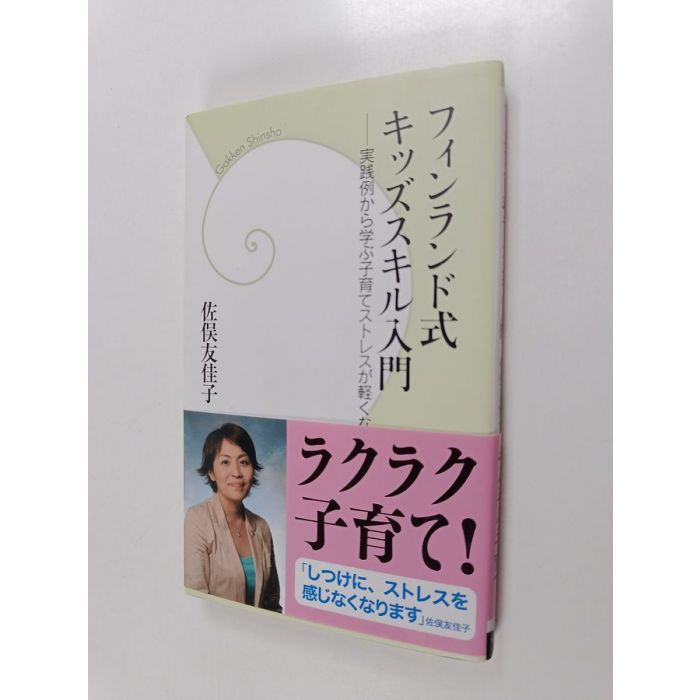 Gakken Shinsho
フィンランド式
キッズスキル入門
――実践例から学ぶ子育てストレスが軽くな
佐俣友佳子
ラクラク
子育て!
「しつけに、ストレスを
感じなくなります」佐俣友佳子